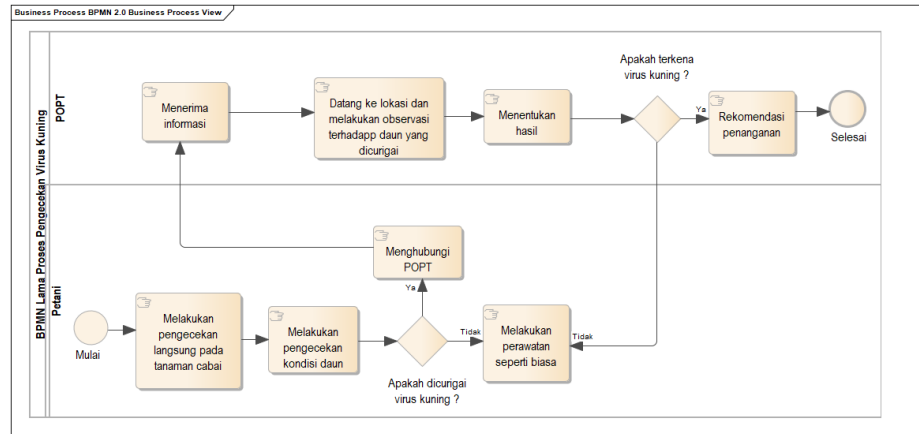 Business Process BPMN 2.0 Business Process View
BPMN Lama Proses Pengecekan Virus Kuning
POPT
Menerima
informasi
Datang ke lokasi dan
melakukan observasi
terhadapp daun yang
dicurigai
Menentukan
hasil
Apakah terkena
virus kuning ?
Ya
Rekomendasi
penanganan
Selesai
Petani
Mulai
Melakukan
pengecekan
langsung pada
tanaman cabai
Melakukan
pengecekan
kondisi daun
Menghubungi
POPT
Ya
Apakah dicurigai
virus kuning ?
Tidak
Melakukan
perawatan
seperti biasa
Tidak